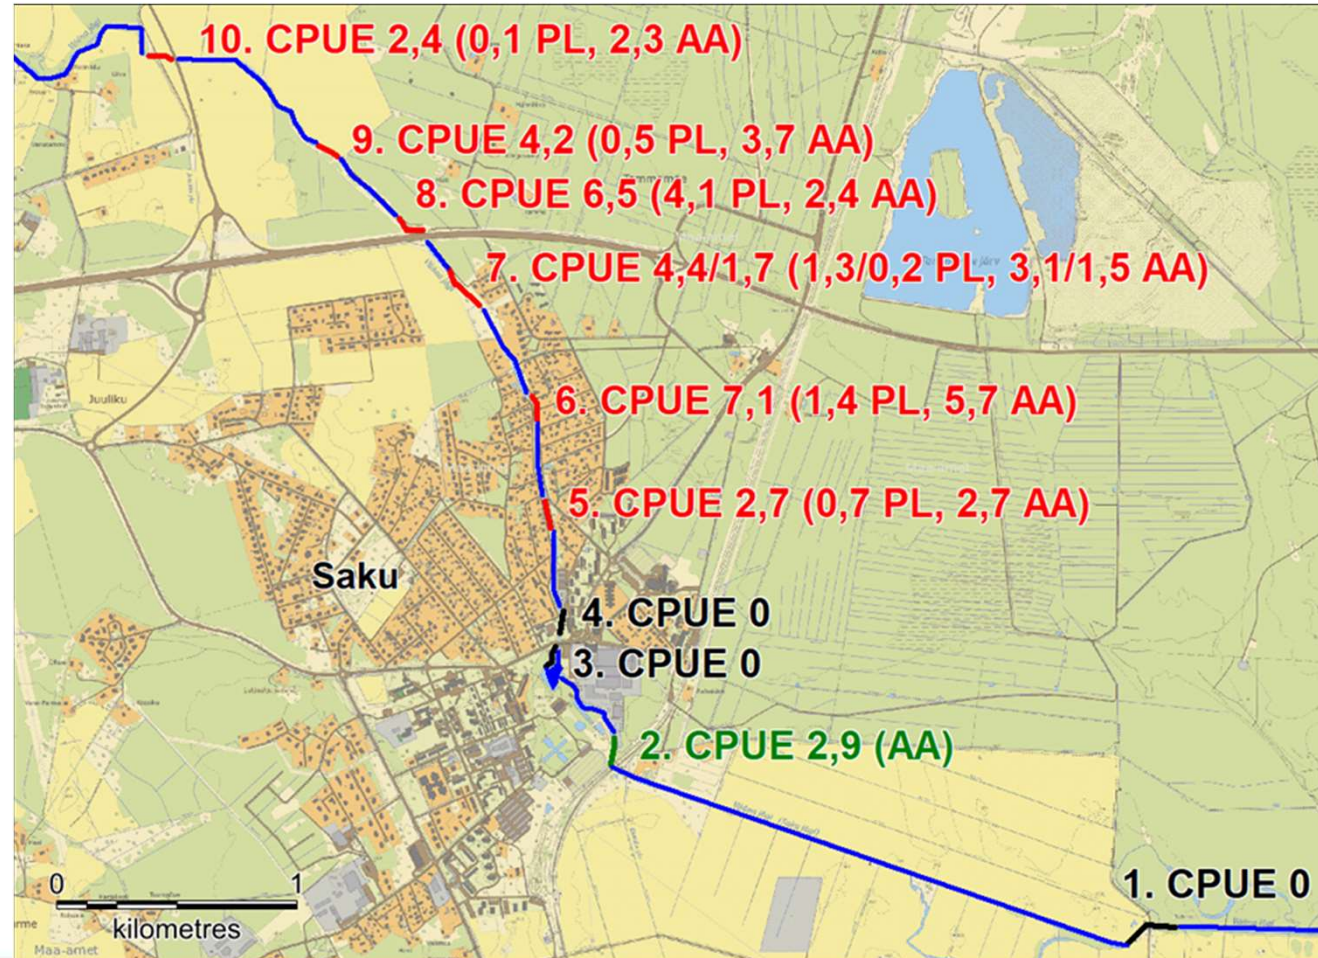 10. CPUE 2,4 (0,1 PL, 2,3 AA)
9. CPUE 4,2 (0,5 PL, 3,7 AA)
8. CPUE 6,5 (4,1 PL, 2,4 AA)
7. CPUE 4,4/1,7 (1,3/0,2 PL, 3,1/1,5 AA)
6. CPUE 7,1 (1,4 PL, 5,7 AA)
Juuliku
5. CPUE 2,7 (0,7 PL, 2,7 AA)
Saku
4. CPUE 0
3. CPUE 0
2. CPUE 2,9 (AA)
1. CPUE 0
0 1
kilometres
Maa-amet